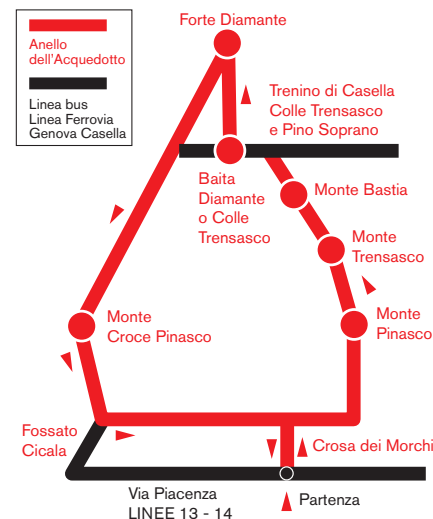 Forte Diamante
Anello
dell'Acquedotto
Linea bus
Linea Ferrovia
Genova Casella
Trenino di Casella
Colle Trensasco
e Pino Soprano
Baita
Diamante
o Colle
Trensasco
Monte Bastia
Monte
Trensasco
Monte
Croce Pinasco
Monte
Pinasco
Fossato
Cicala
Crosa dei Morchi
Via Piacenza
LINEE 13 - 14
Partenza